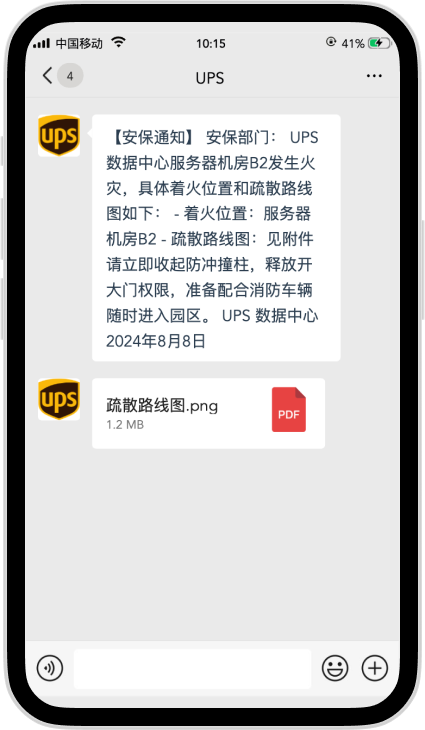 中国移动
10:15
41%
4
UPS
ups
【安保通知】 安保部门： UPS
数据中心服务器机房B2发生火
灾，具体着火位置和疏散路线
图如下： - 着火位置：服务器
机房B2 - 疏散路线图：见附件
请立即收起防冲撞柱，释放开
大门权限，准备配合消防车辆
随时进入园区。 UPS 数据中心
2024年8月8日
ups
疏散路线图.png
1.2 MB
PDF